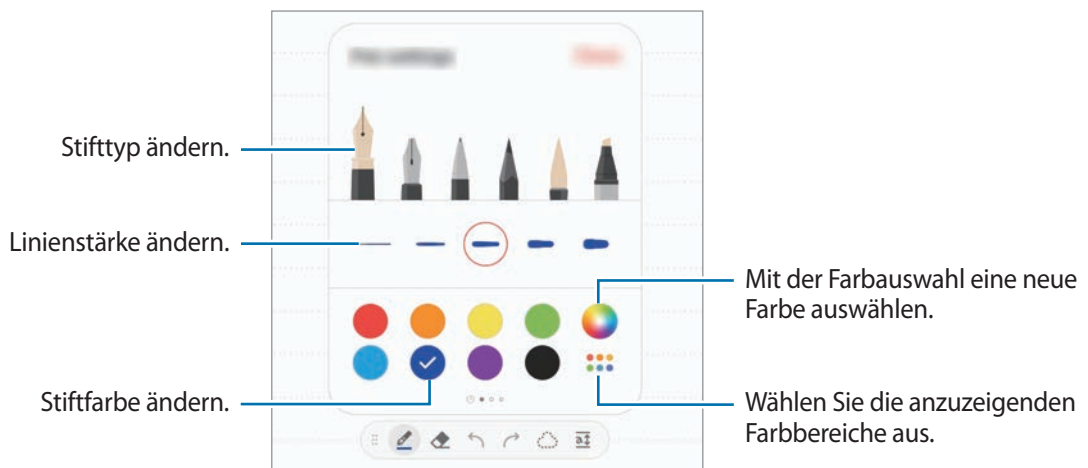 Stifttyp ändern.
Linienstärke ändern.
Mit der Farbauswahl eine neue
Farbe auswählen.
Stiftfarbe ändern.
Wählen Sie die anzuzeigenden
Farbbereiche aus.